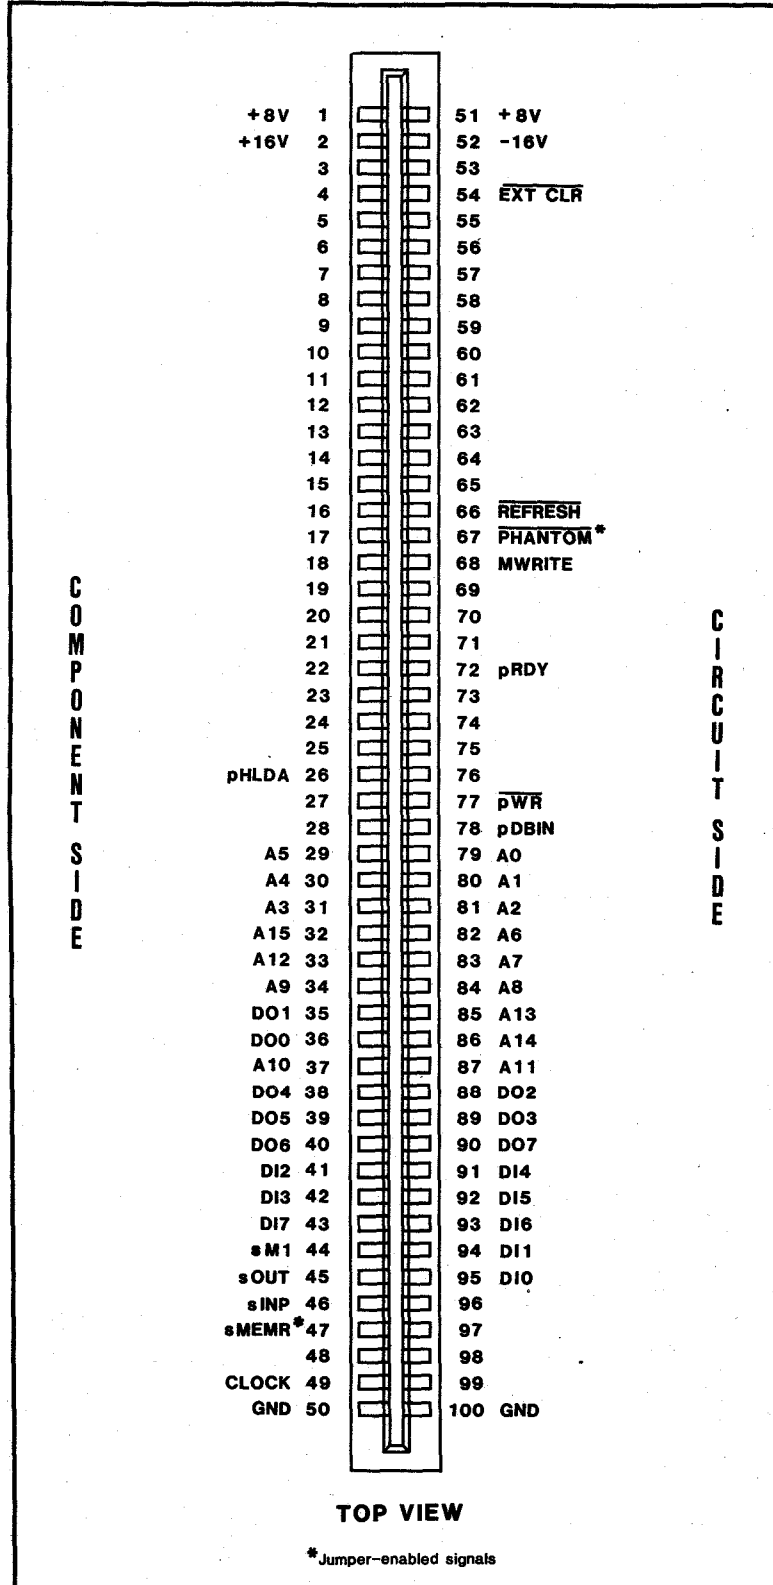 +8V 1 51 +8V
+16V 2 52 -16V
3 53
4 54 EXT CLR
5 55
6 56
7 57
8 58
9 59
10 60
11 61
12 62
13 63
14 64
15 65
16 66 REFRESH
17 67 PHANTOM*
18 68 MWRITE
19 69
20 70
21 71
22 72 pRDY
23 73
24 74
25 75
pHLDA 26 76
27 77 pWR
28 78 pDBIN
A5 29 79 A0
A4 30 80 A1
A3 31 81 A2
A15 32 82 A6
A12 33 83 A7
A9 34 84 A8
DO1 35 85 A13
DO0 36 86 A14
A10 37 87 A11
DO4 38 88 DO2
DO5 39 89 DO3
DO6 40 90 DO7
DI2 41 91 DI4
DI3 42 92 DI5
DI7 43 93 DI6
sM1 44 94 DI1
sOUT 45 95 DI0
sINP 46 96
sMEMR* 47 97
48 98
CLOCK 49 99
GND 50 100 GND
COMPONENT SIDE
CIRCUIT SIDE
TOP VIEW
*Jumper-enabled signals